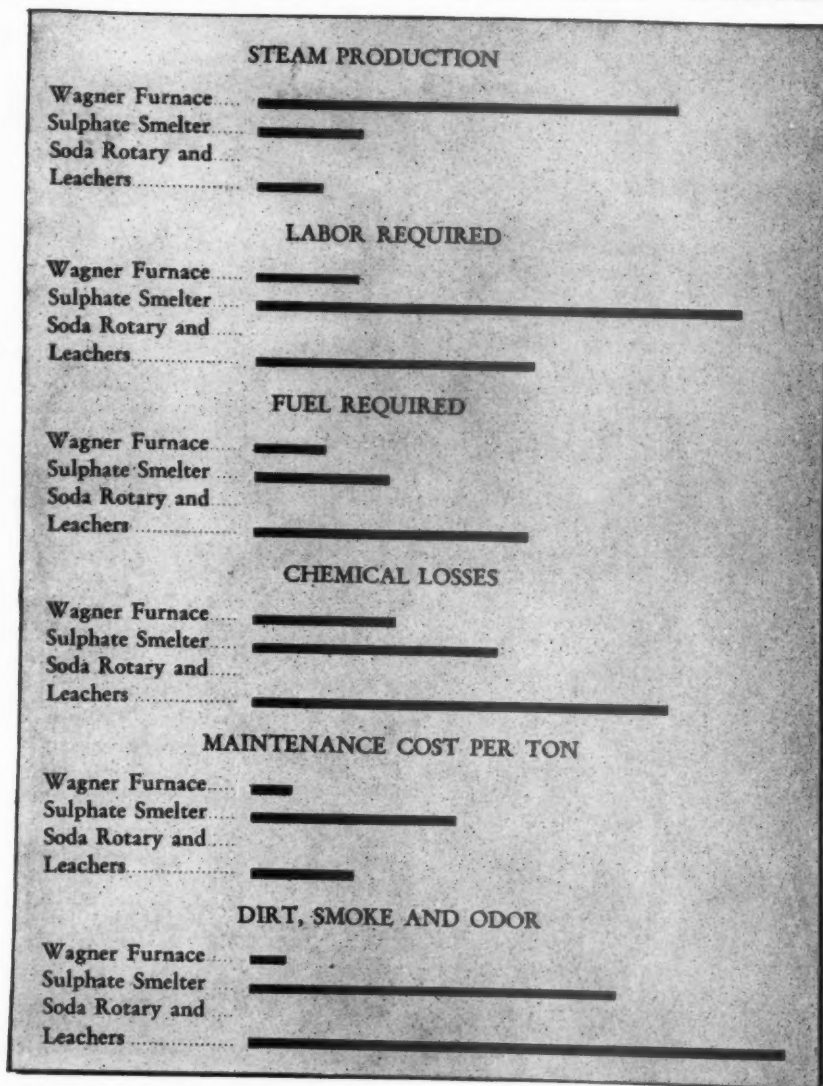 STEAM PRODUCTION
Wagner Furnace.....
Sulphate Smelter....
Soda Rotary and .....
Leachers....................
LABOR REQUIRED
Wagner Furnace .....
Sulphate Smelter .....
Soda Rotary and .....
Leachers ....................
FUEL REQUIRED
Wagner Furnace.....
Sulphate Smelter ....
Soda Rotary and .....
Leachers ....................
CHEMICAL LOSSES
Wagner Furnace.....
Sulphate Smelter.....
Soda Rotary and.....
Leachers ....................
MAINTENANCE COST PER TON
Wagner Furnace.....
Sulphate Smelter.....
Soda Rotary and.....
Leachers....................
DIRT, SMOKE AND ODOR
Wagner Furnace.....
Sulphate Smelter ....
Soda Rotary and ....
Leachers ....................